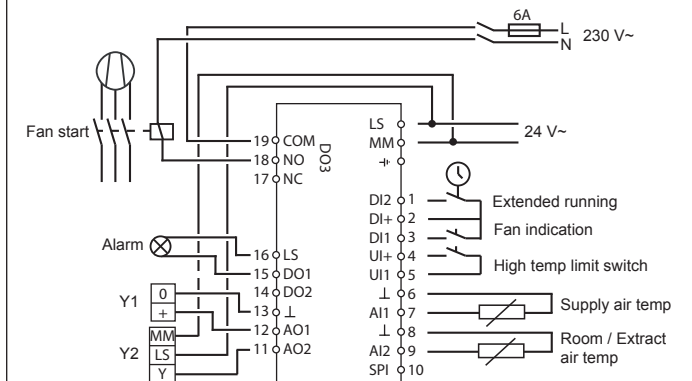 6A
L
N
230 V~
Fan start
LS
MM
24 V~
19 COM
18 NO
17 NC
DO3
DI2 1
DI+ 2
DI1 3
UI+ 4
UI1 5
⊥ 6
AI1 7
⊥ 8
AI2 9
SPI 10
Extended running
Fan indication
High temp limit switch
Supply air temp
Room / Extract
air temp
Alarm
16 LS
15 DO1
14 DO2
13 ⊥
12 AO1
11 AO2
Y1
0
+
Y2
MM
LS
Y